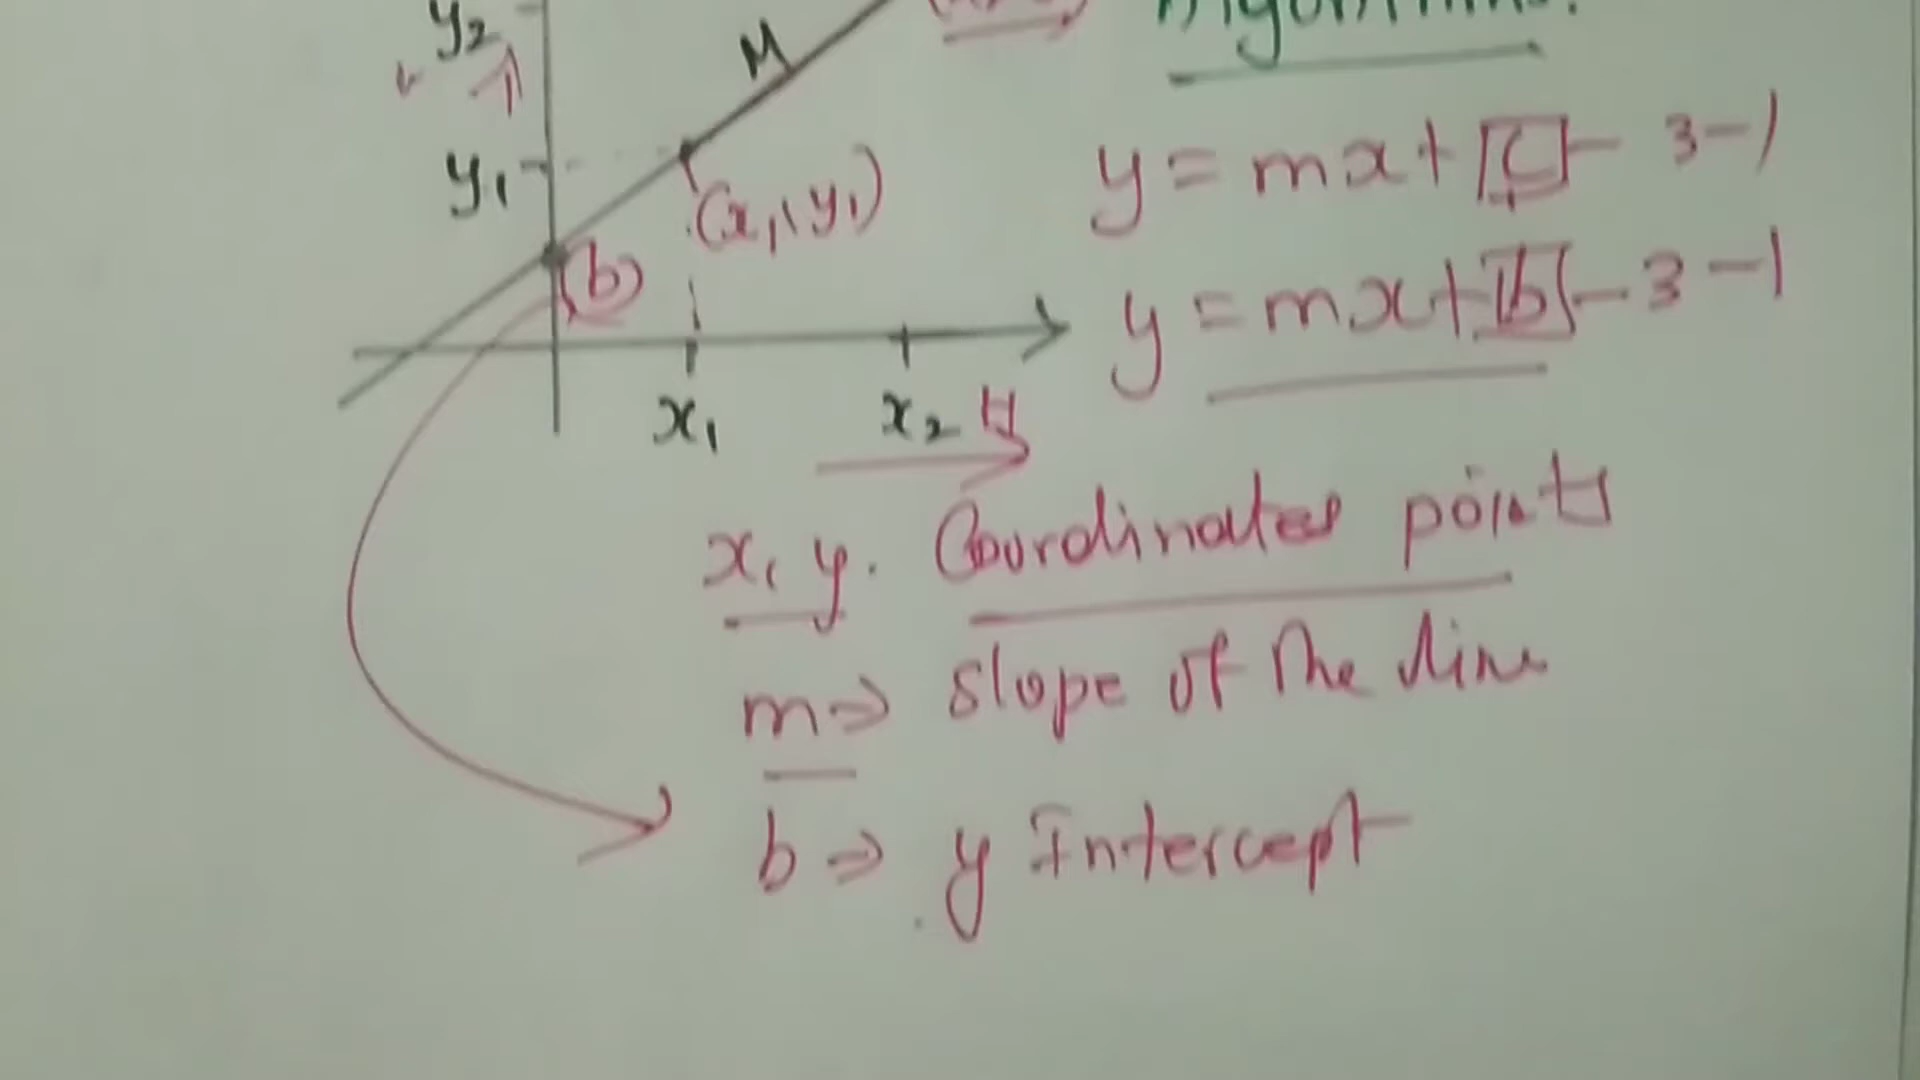 y2
M
y1
(x1, y1)
(b)
x1
x2
y = mx + c - 3-1
y = mx + b - 3-1
x, y. Coordinates points
m ⇒ slope of the line
b ⇒ y Intercept